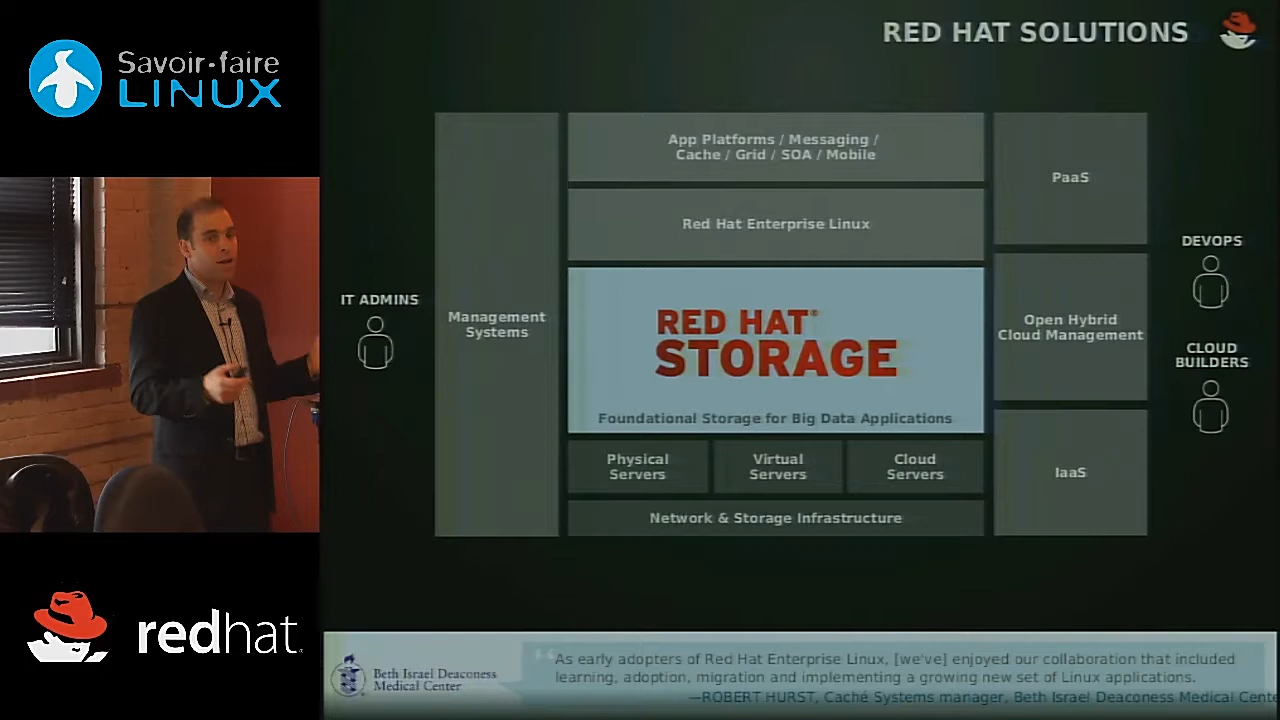 Savoir-faire
LINUX
redhat.
RED HAT SOLUTIONS
IT ADMINS
Management
Systems
App Platforms / Messaging /
Cache / Grid / SOA / Mobile
Red Hat Enterprise Linux
RED HAT®
STORAGE
Foundational Storage for Big Data Applications
Physical
Servers
Virtual
Servers
Cloud
Servers
Network & Storage Infrastructure
PaaS
Open Hybrid
Cloud Management
IaaS
DEVOPS
CLOUD
BUILDERS
Beth Israel Deaconess
Medical Center
“As early adopters of Red Hat Enterprise Linux, [we've] enjoyed our collaboration that included
learning, adoption, migration and implementing a growing new set of Linux applications.
—ROBERT HURST, Caché Systems manager, Beth Israel Deaconess Medical Cente